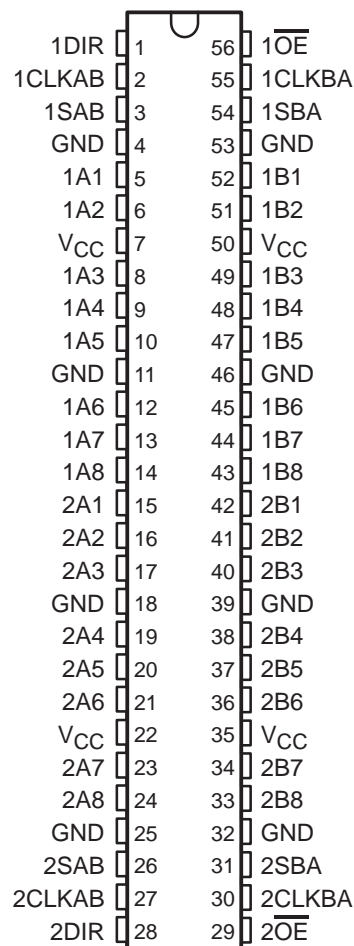 1DIR 1 56 1O̅E̅
1CLKAB 2 55 1CLKBA
1SAB 3 54 1SBA
GND 4 53 GND
1A1 5 52 1B1
1A2 6 51 1B2
VCC 7 50 VCC
1A3 8 49 1B3
1A4 9 48 1B4
1A5 10 47 1B5
GND 11 46 GND
1A6 12 45 1B6
1A7 13 44 1B7
1A8 14 43 1B8
2A1 15 42 2B1
2A2 16 41 2B2
2A3 17 40 2B3
GND 18 39 GND
2A4 19 38 2B4
2A5 20 37 2B5
2A6 21 36 2B6
VCC 22 35 VCC
2A7 23 34 2B7
2A8 24 33 2B8
GND 25 32 GND
2SAB 26 31 2SBA
2CLKAB 27 30 2CLKBA
2DIR 28 29 2O̅E̅